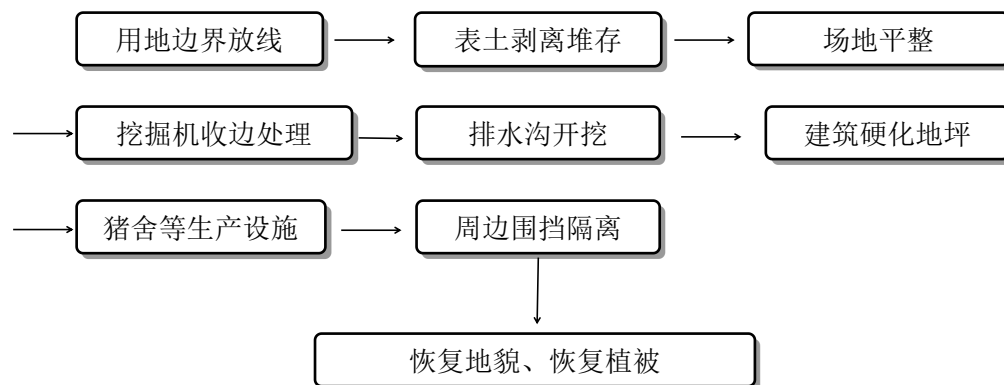 用地边界放线
表土剥离堆存
场地平整
挖掘机收边处理
排水沟开挖
建筑硬化地坪
猪舍等生产设施
周边围挡隔离
恢复地貌、恢复植被